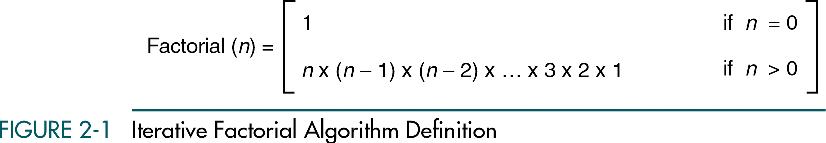 1 if n = 0
Factorial (n) =
n x (n – 1) x (n – 2) x … x 3 x 2 x 1 if n > 0
FIGURE 2-1 Iterative Factorial Algorithm Definition